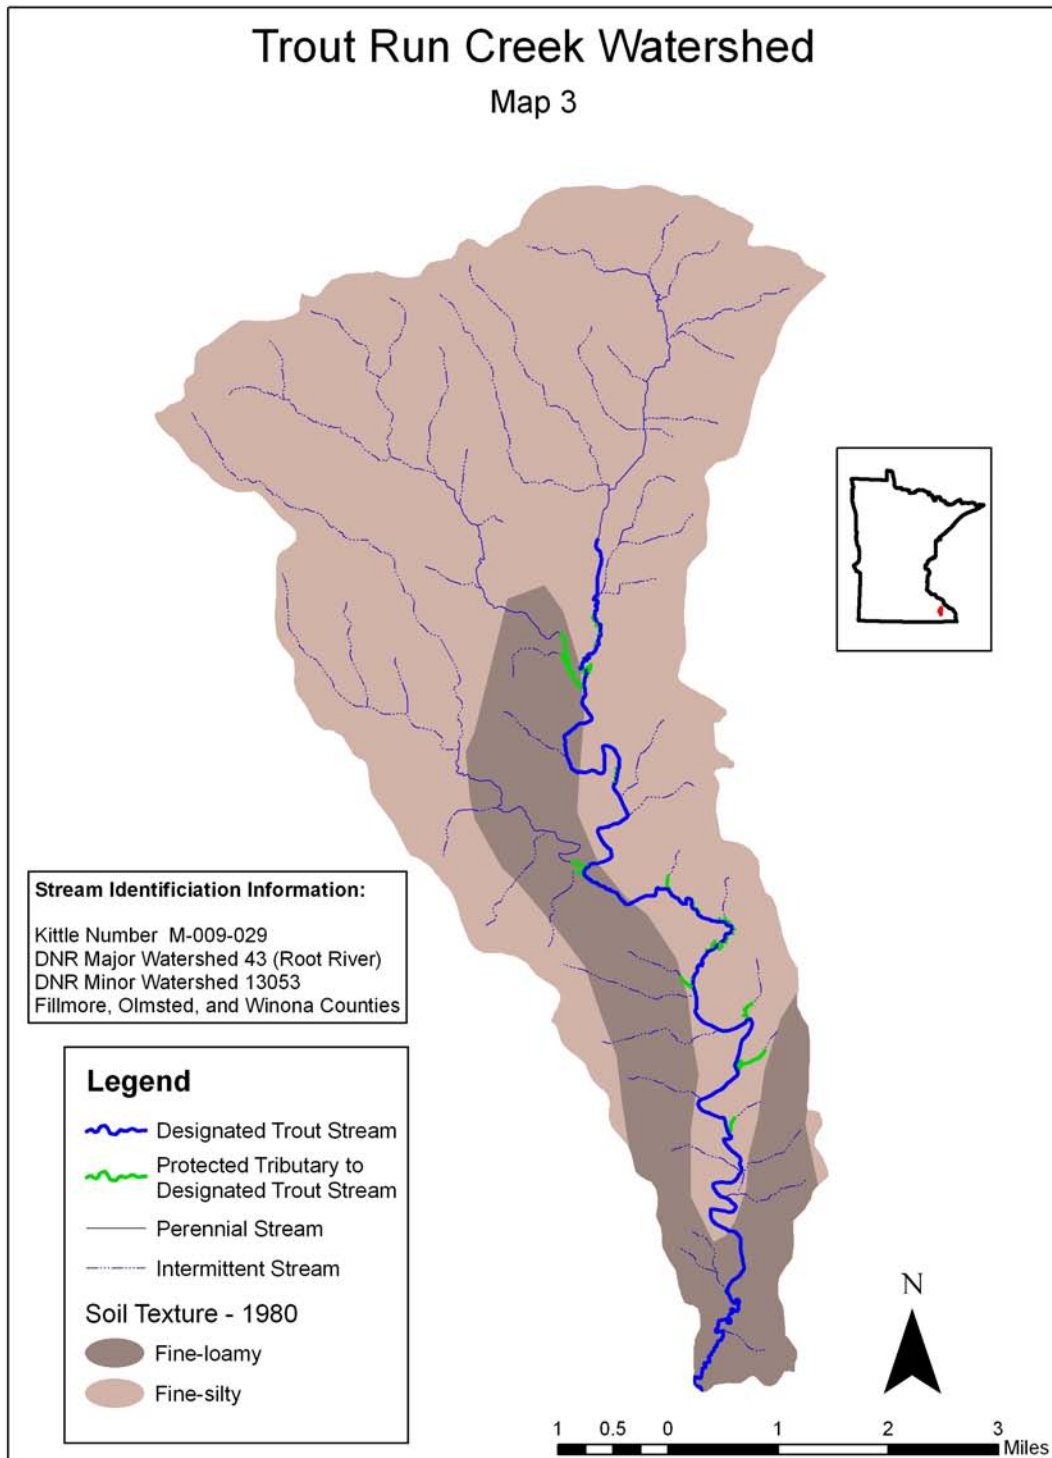 Trout Run Creek Watershed
Map 3
Stream Identificiation Information:
Kittle Number M-009-029
DNR Major Watershed 43 (Root River)
DNR Minor Watershed 13053
Fillmore, Olmsted, and Winona Counties
Legend
Designated Trout Stream
Protected Tributary to
Designated Trout Stream
Perennial Stream
Intermittent Stream
Soil Texture - 1980
Fine-loamy
Fine-silty
N
1 0.5 0 1 2 3
Miles